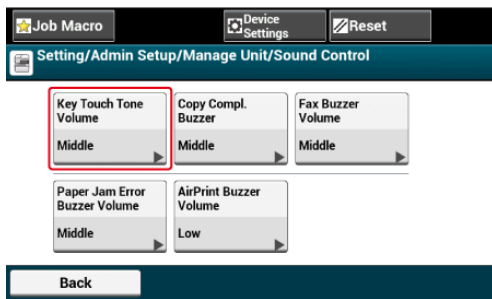 Job Macro
Device
Settings
Reset
Setting/Admin Setup/Manage Unit/Sound Control
Key Touch Tone
Volume
Middle
Copy Compl.
Buzzer
Middle
Fax Buzzer
Volume
Middle
Paper Jam Error
Buzzer Volume
Middle
AirPrint Buzzer
Volume
Low
Back